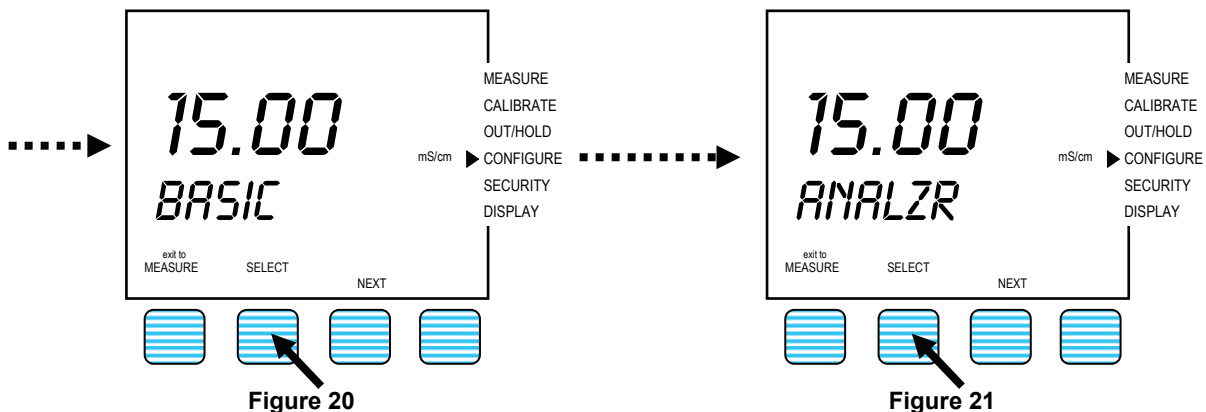 15.00
BASIC
mS/cm
MEASURE
CALIBRATE
OUT/HOLD
CONFIGURE
SECURITY
DISPLAY
exit to
MEASURE
SELECT
NEXT
Figure 20
15.00
ANALZR
mS/cm
MEASURE
CALIBRATE
OUT/HOLD
CONFIGURE
SECURITY
DISPLAY
exit to
MEASURE
SELECT
NEXT
Figure 21